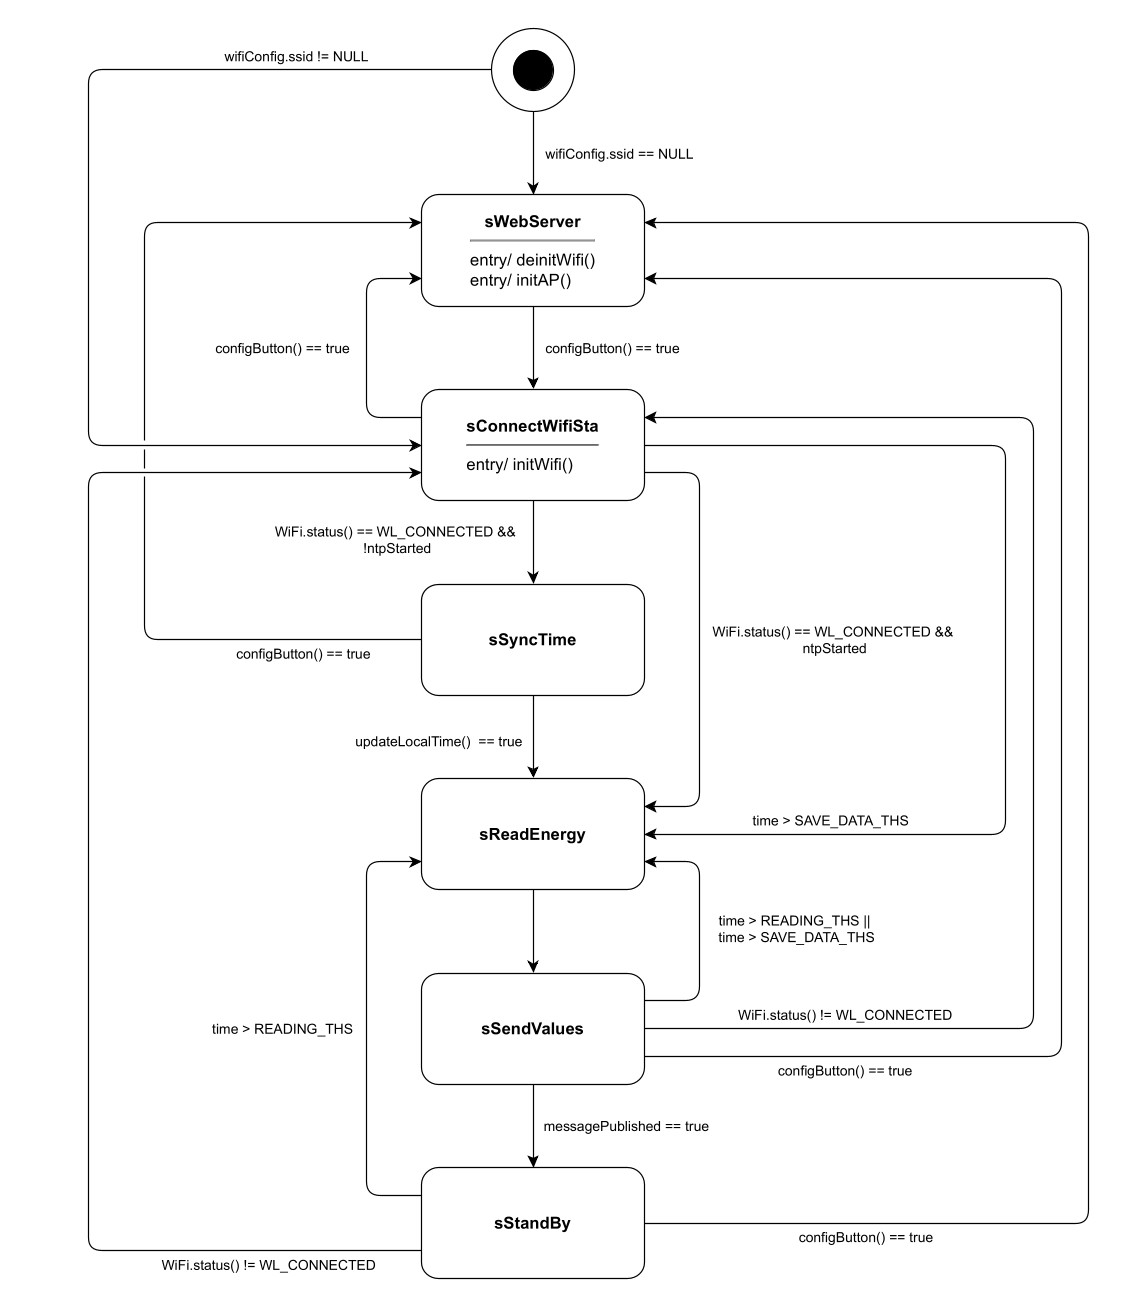 wifiConfig.ssid != NULL
wifiConfig.ssid == NULL
sWebServer
entry/ deinitWifi()
entry/ initAP()
configButton() == true
configButton() == true
sConnectWifiSta
entry/ initWifi()
WiFi.status() == WL_CONNECTED &&
!ntpStarted
sSyncTime
WiFi.status() == WL_CONNECTED &&
ntpStarted
configButton() == true
updateLocalTime()  == true
time > SAVE_DATA_THS
sReadEnergy
time > READING_THS ||
time > SAVE_DATA_THS
WiFi.status() != WL_CONNECTED
time > READING_THS
sSendValues
configButton() == true
messagePublished == true
sStandBy
configButton() == true
WiFi.status() != WL_CONNECTED